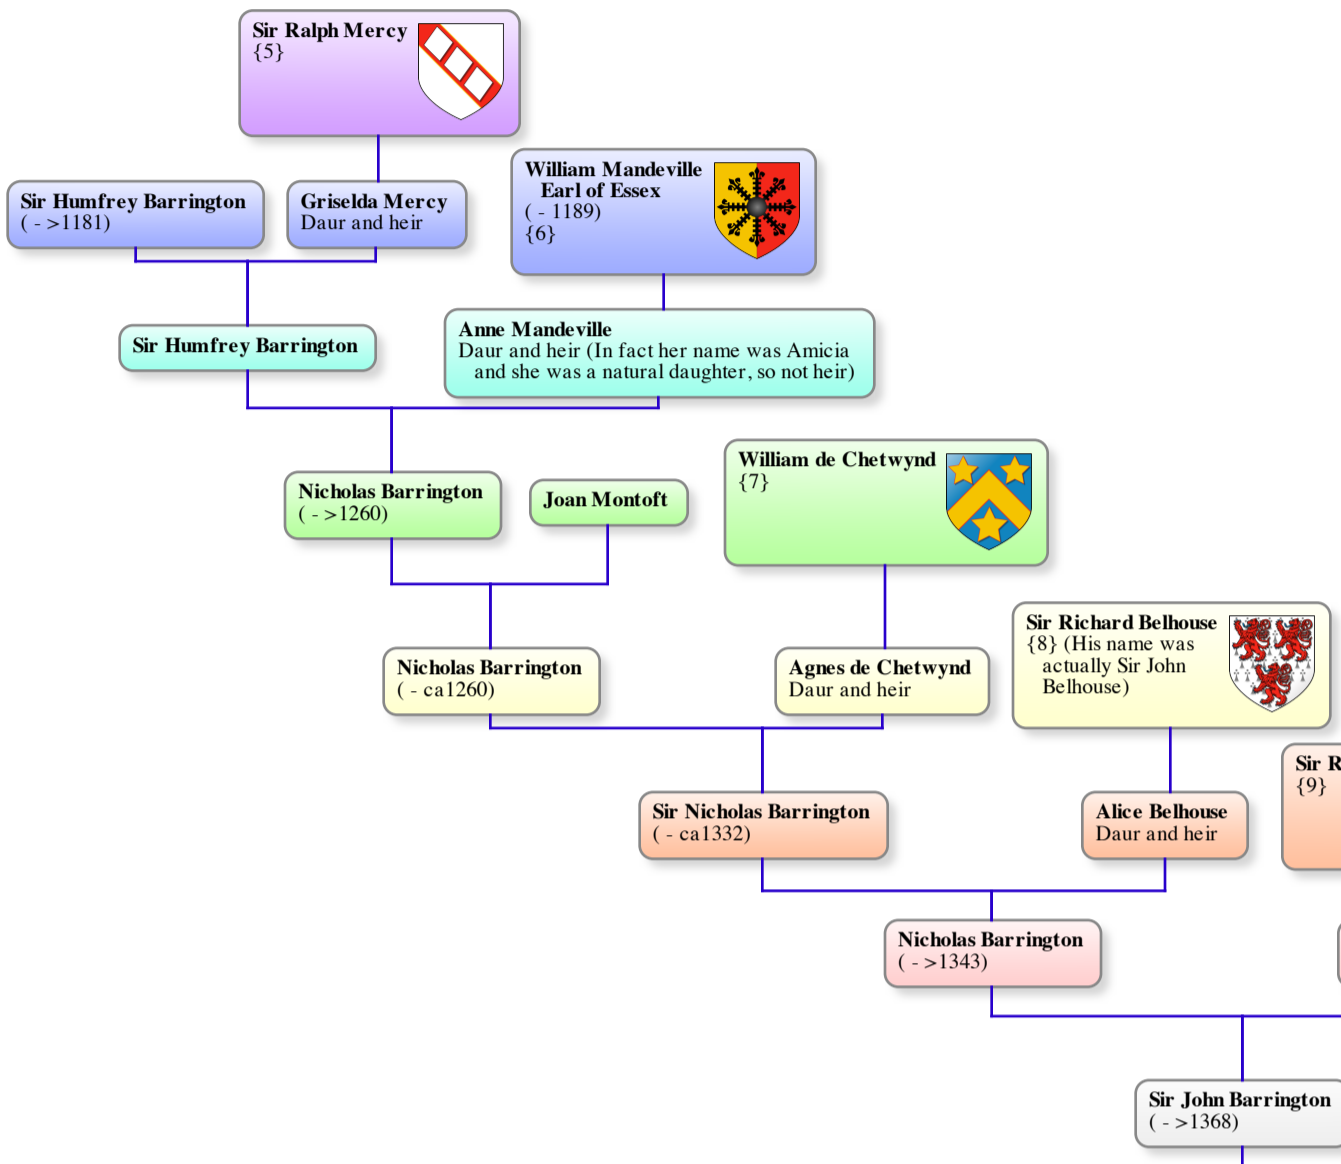 Sir Ralph Mercy
{5}
William Mandeville
Earl of Essex
( - 1189)
{6}
Sir Humfrey Barrington
( - >1181)
Griselda Mercy
Daur and heir
Sir Humfrey Barrington
Anne Mandeville
Daur and heir (In fact her name was Amicia
and she was a natural daughter, so not heir)
William de Chetwynd
{7}
Nicholas Barrington
( - >1260)
Joan Montoft
Sir Richard Belhouse
{8} (His name was
actually Sir John
Belhouse)
Nicholas Barrington
( - ca1260)
Agnes de Chetwynd
Daur and heir
Sir R
{9}
Sir Nicholas Barrington
( - ca1332)
Alice Belhouse
Daur and heir
Nicholas Barrington
( - >1343)
Sir John Barrington
( - >1368)